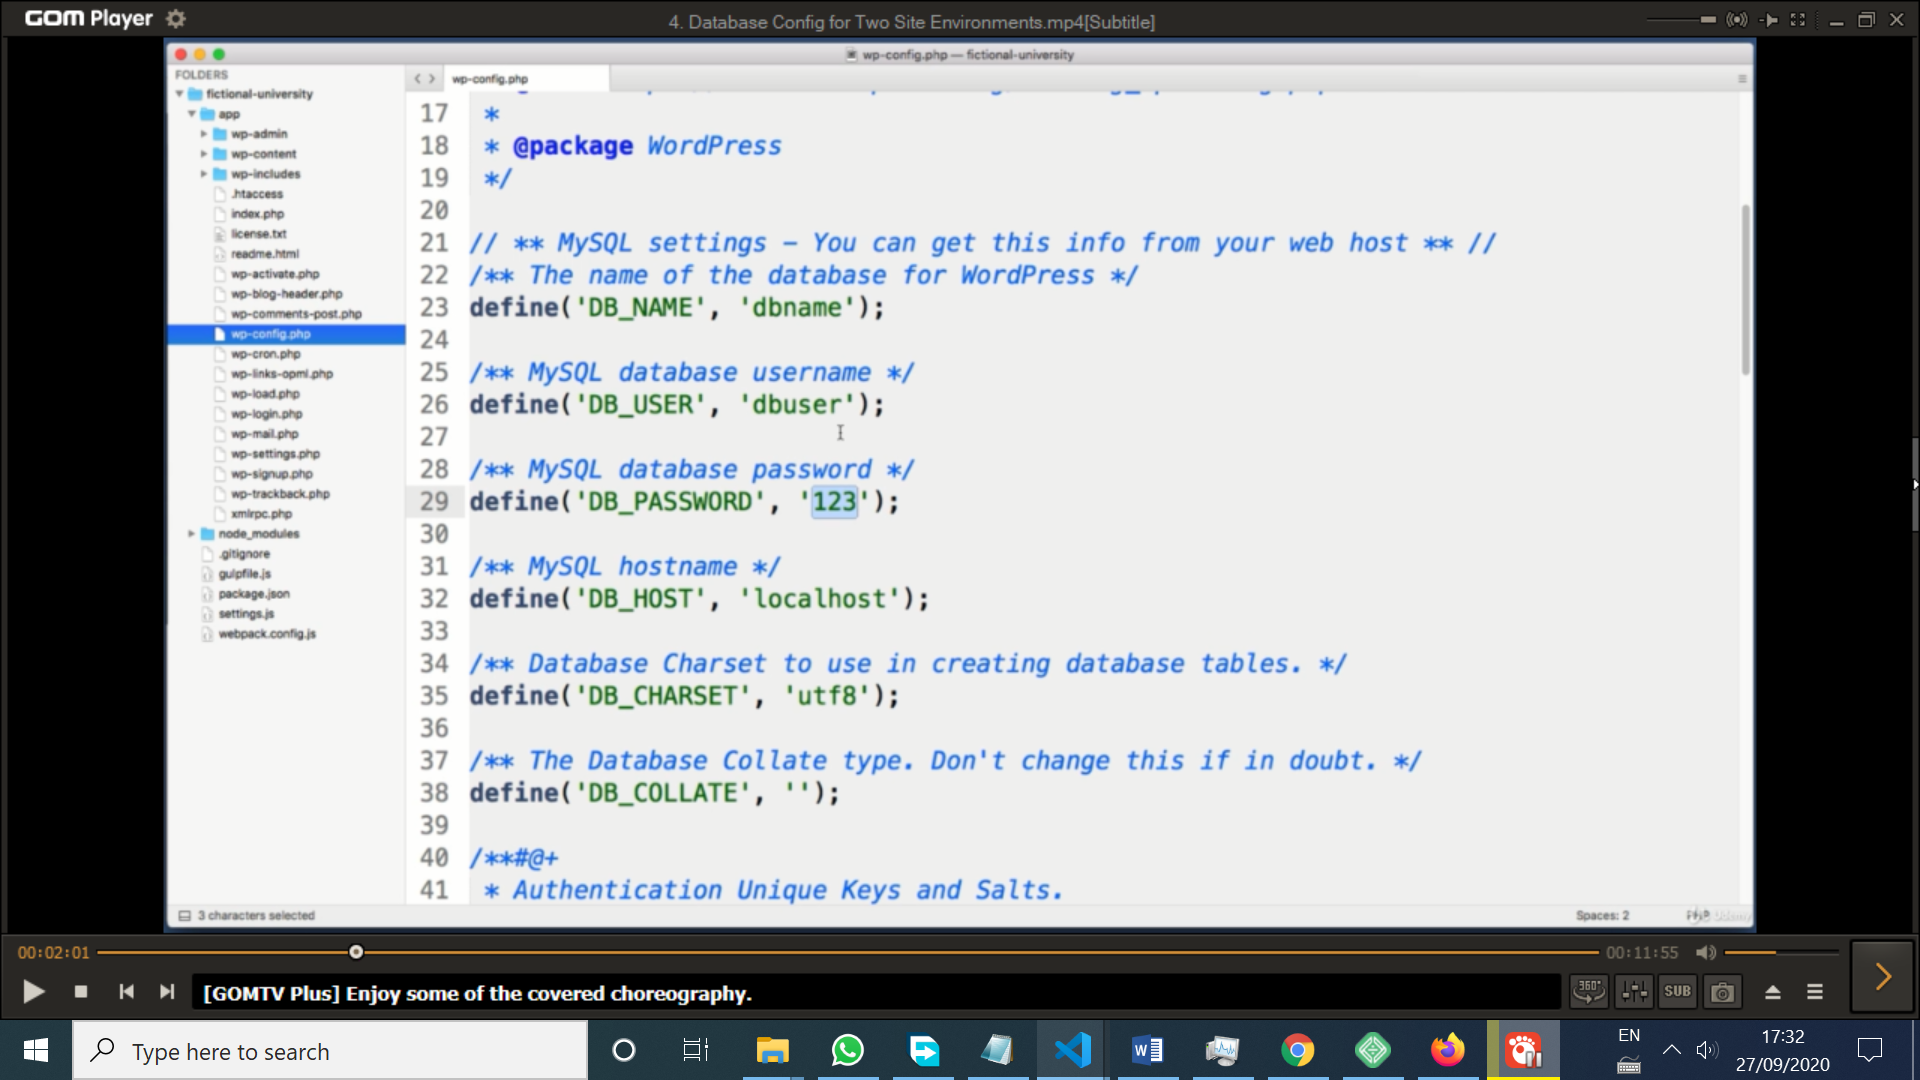 GOM Player
4. Database Config for Two Site Environments.mp4[Subtitle]
wp-config.php — fictional-university
FOLDERS
fictional-university
app
wp-admin
wp-content
wp-includes
.htaccess
index.php
license.txt
readme.html
wp-activate.php
wp-blog-header.php
wp-comments-post.php
wp-config.php
wp-cron.php
wp-links-opml.php
wp-load.php
wp-login.php
wp-mail.php
wp-settings.php
wp-signup.php
wp-trackback.php
xmlrpc.php
node_modules
.gitignore
gulpfile.js
package.json
settings.js
webpack.config.js
wp-config.php
17 *
18 * @package WordPress
19 */
20
21 // ** MySQL settings – You can get this info from your web host ** //
22 /** The name of the database for WordPress */
23 define('DB_NAME', 'dbname');
24
25 /** MySQL database username */
26 define('DB_USER', 'dbuser');
27
28 /** MySQL database password */
29 define('DB_PASSWORD', '123');
30
31 /** MySQL hostname */
32 define('DB_HOST', 'localhost');
33
34 /** Database Charset to use in creating database tables. */
35 define('DB_CHARSET', 'utf8');
36
37 /** The Database Collate type. Don't change this if in doubt. */
38 define('DB_COLLATE', '');
39
40 /**#@+
41 * Authentication Unique Keys and Salts.
3 characters selected
Spaces: 2
PHP
Udemy
00:02:01
00:11:55
[GOMTV Plus] Enjoy some of the covered choreography.
360°
SUB
Type here to search
EN
17:32
27/09/2020